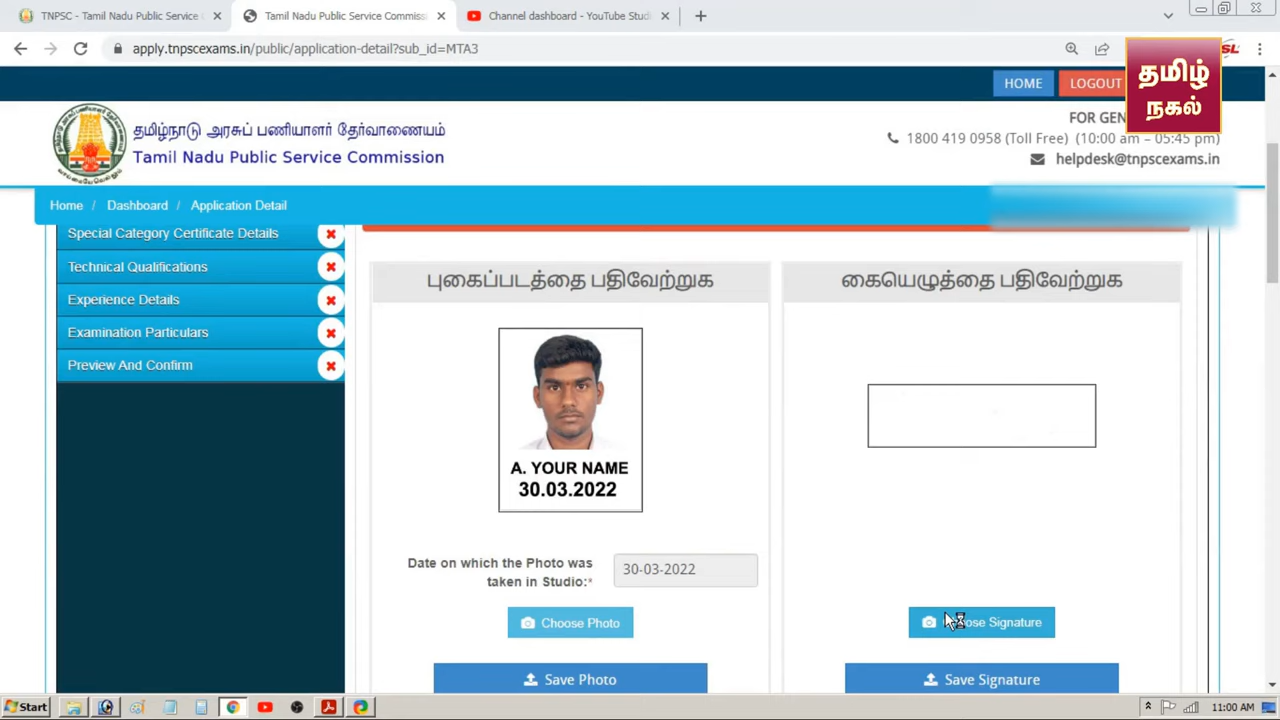 TNPSC - Tamil Nadu Public Service C
Tamil Nadu Public Service Commiss
Channel dashboard - YouTube Stud
apply.tnpscexams.in/public/application-detail?sub_id=MTA3
தமிழ்
நகல்
HOME
LOGOUT
தமிழ்நாடு அரசுப் பணியாளர் தேர்வாணையம்
Tamil Nadu Public Service Commission
FOR GEN
1800 419 0958 (Toll Free) (10:00 am – 05:45 pm)
helpdesk@tnpscexams.in
Home / Dashboard / Application Detail
Special Category Certificate Details
Technical Qualifications
Experience Details
Examination Particulars
Preview And Confirm
புகைப்படத்தை பதிவேற்றுக
A. YOUR NAME
30.03.2022
Date on which the Photo was
taken in Studio:*
30-03-2022
Choose Photo
Save Photo
கையெழுத்தை பதிவேற்றுக
ose Signature
Save Signature
Start
11:00 AM